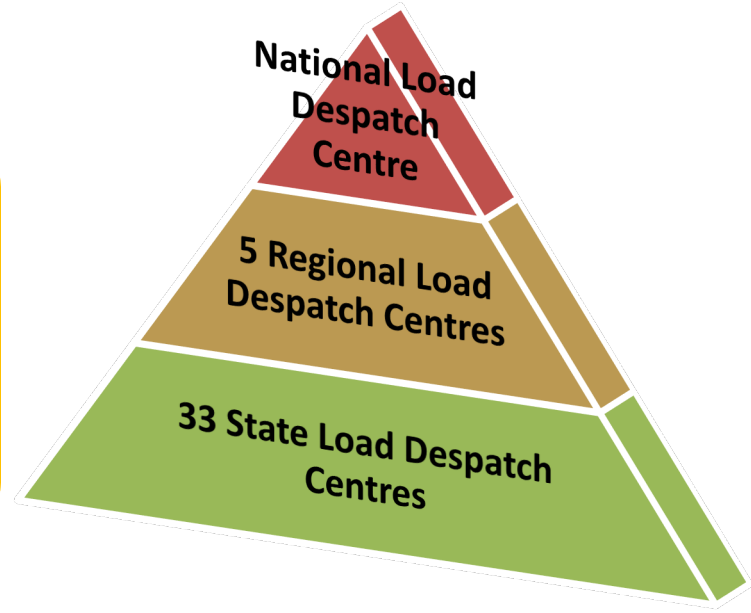 National Load
Despatch
Centre
5 Regional Load
Despatch Centres
33 State Load Despatch
Centres